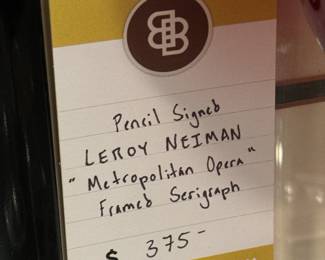 Pencil Signed
LEROY NEIMAN
"Metropolitan Opera"
Framed Serigraph
$ 375-